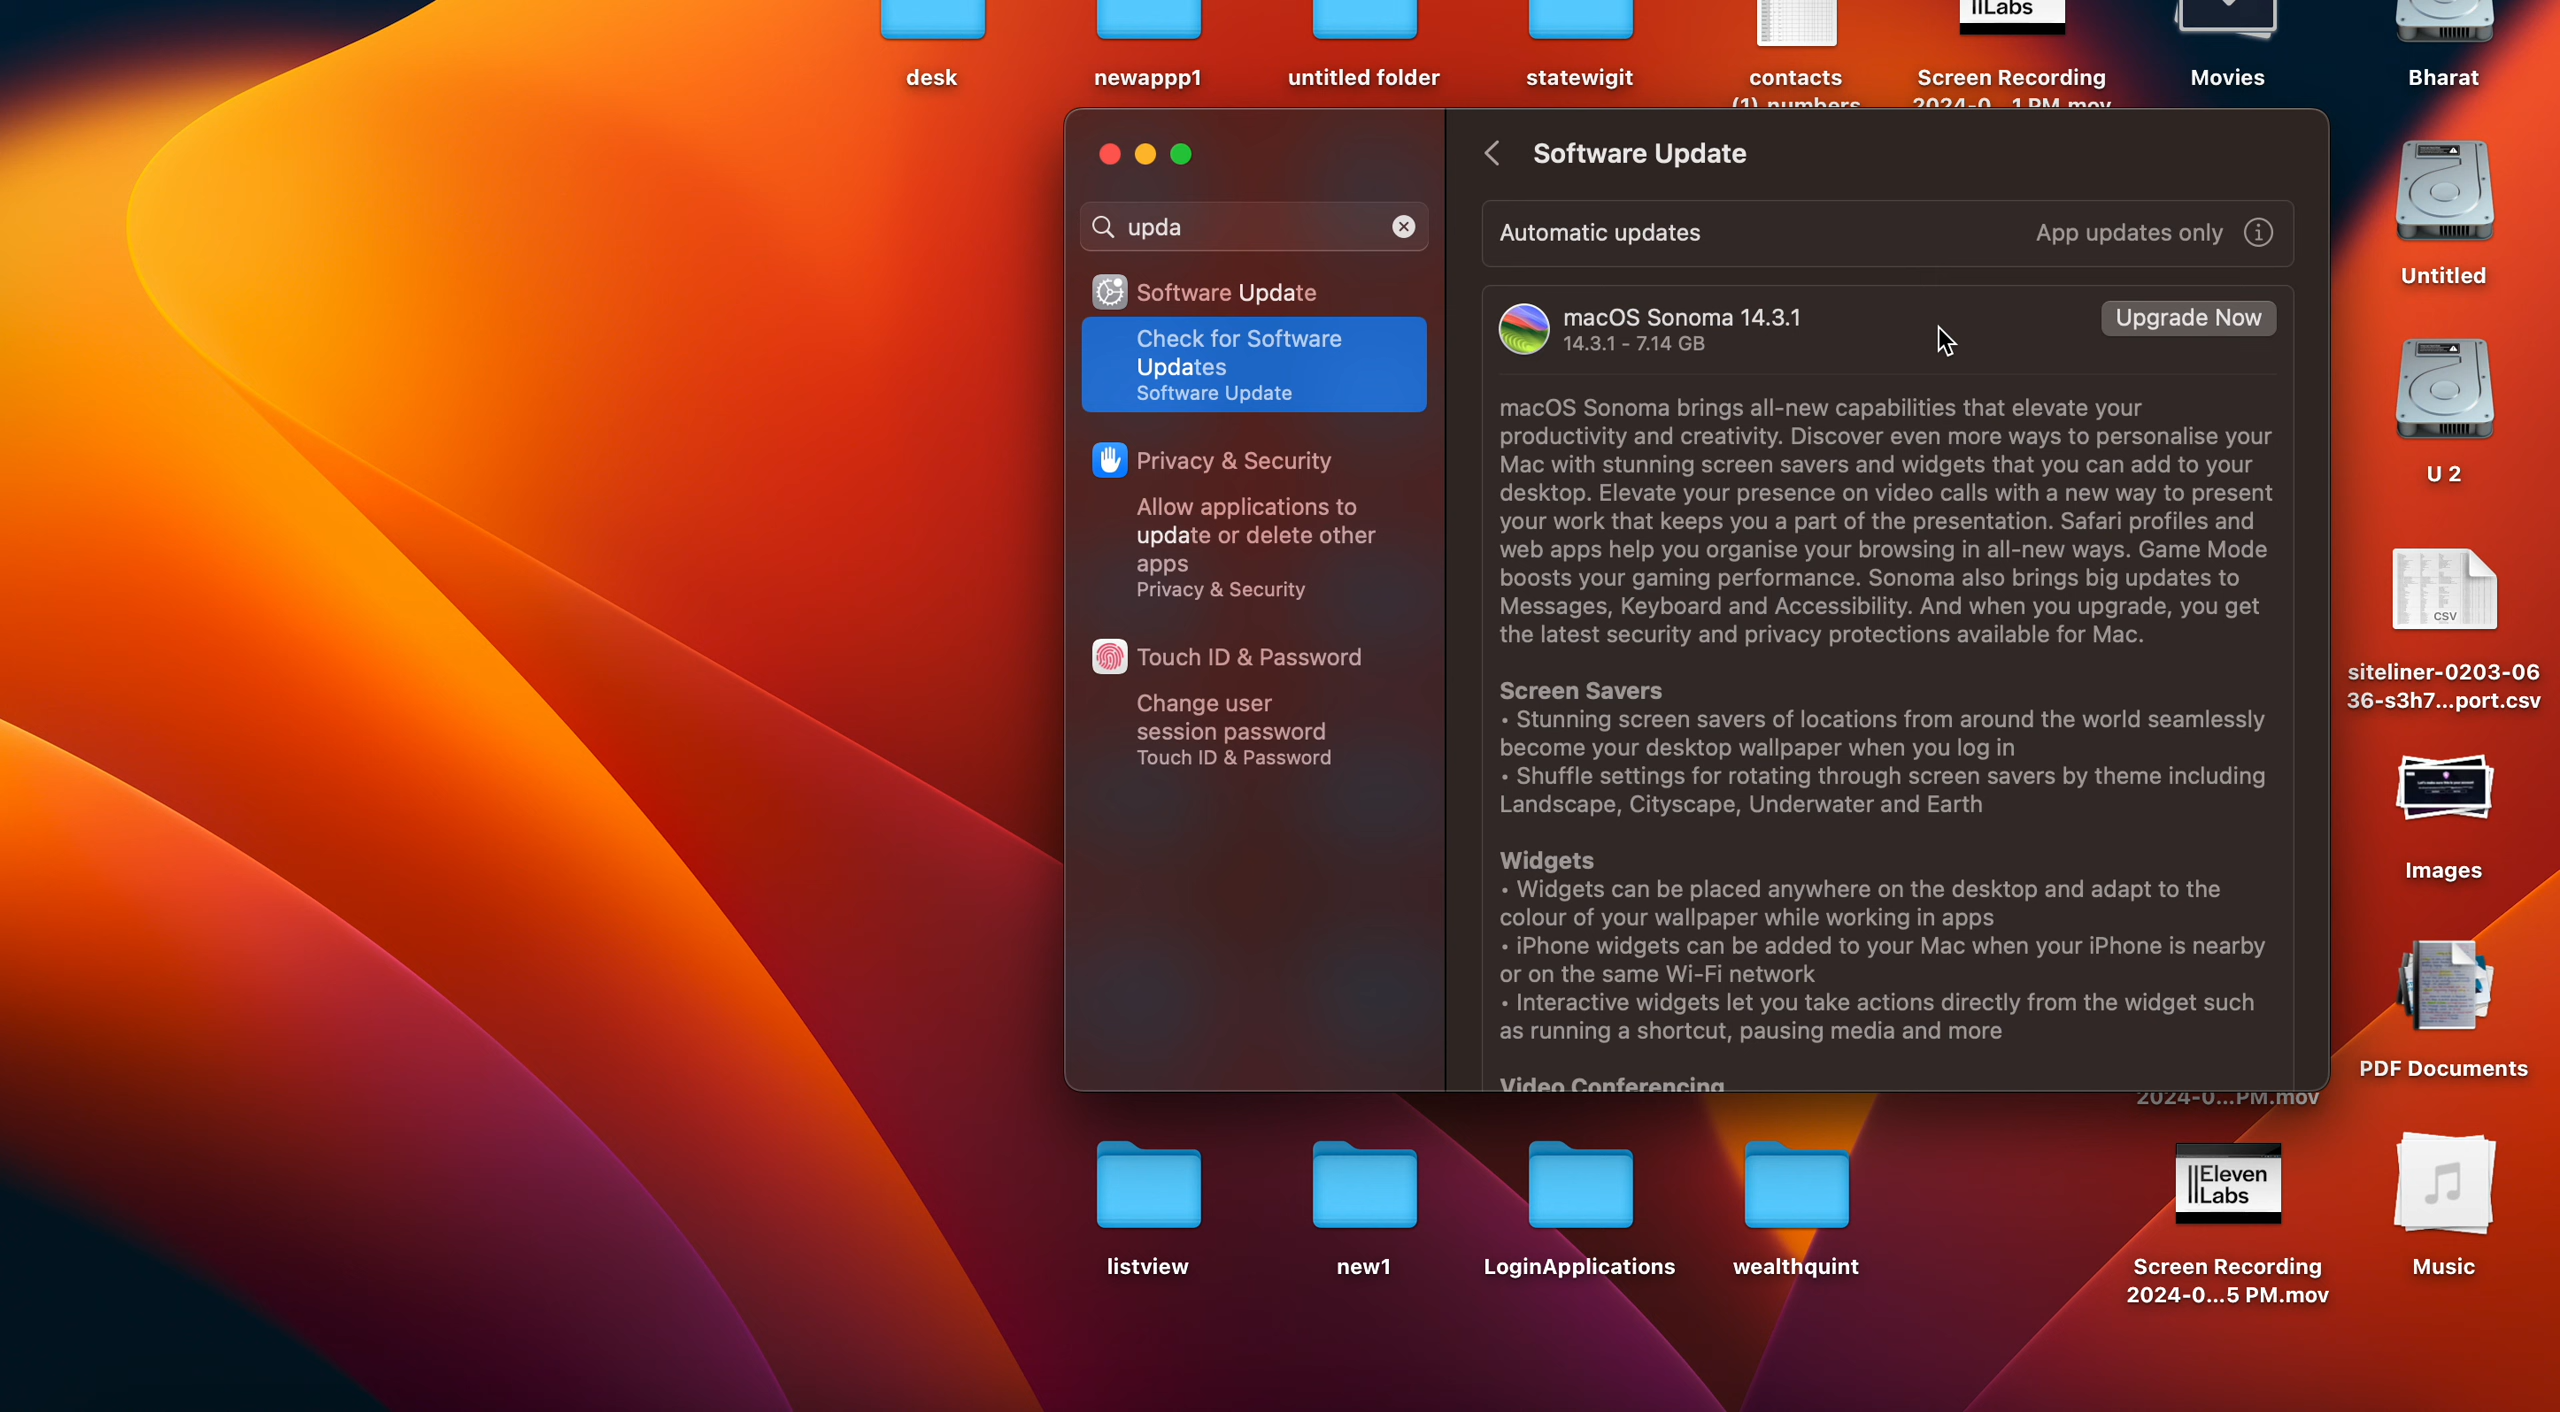 llLabs
desk
newappp1
untitled folder
statewigit
contacts
(1).numbers
Screen Recording
2024-0...1 PM.mov
Movies
Bharat
Untitled
U 2
CSV
siteliner-0203-06
36-s3h7...port.csv
Images
PDF Documents
Music
upda
Software Update
Check for Software
Updates
Software Update
Privacy & Security
Allow applications to
update or delete other
apps
Privacy & Security
Touch ID & Password
Change user
session password
Touch ID & Password
Software Update
Automatic updates
App updates only
macOS Sonoma 14.3.1
14.3.1 - 7.14 GB
Upgrade Now
macOS Sonoma brings all-new capabilities that elevate your
productivity and creativity. Discover even more ways to personalise your
Mac with stunning screen savers and widgets that you can add to your
desktop. Elevate your presence on video calls with a new way to present
your work that keeps you a part of the presentation. Safari profiles and
web apps help you organise your browsing in all-new ways. Game Mode
boosts your gaming performance. Sonoma also brings big updates to
Messages, Keyboard and Accessibility. And when you upgrade, you get
the latest security and privacy protections available for Mac.
Screen Savers
• Stunning screen savers of locations from around the world seamlessly
become your desktop wallpaper when you log in
• Shuffle settings for rotating through screen savers by theme including
Landscape, Cityscape, Underwater and Earth
Widgets
• Widgets can be placed anywhere on the desktop and adapt to the
colour of your wallpaper while working in apps
• iPhone widgets can be added to your Mac when your iPhone is nearby
or on the same Wi-Fi network
• Interactive widgets let you take actions directly from the widget such
as running a shortcut, pausing media and more
Video Conferencing
2024-0...PM.mov
listview
new1
LoginApplications
wealthquint
||Eleven
||Labs
Screen Recording
2024-0...5 PM.mov